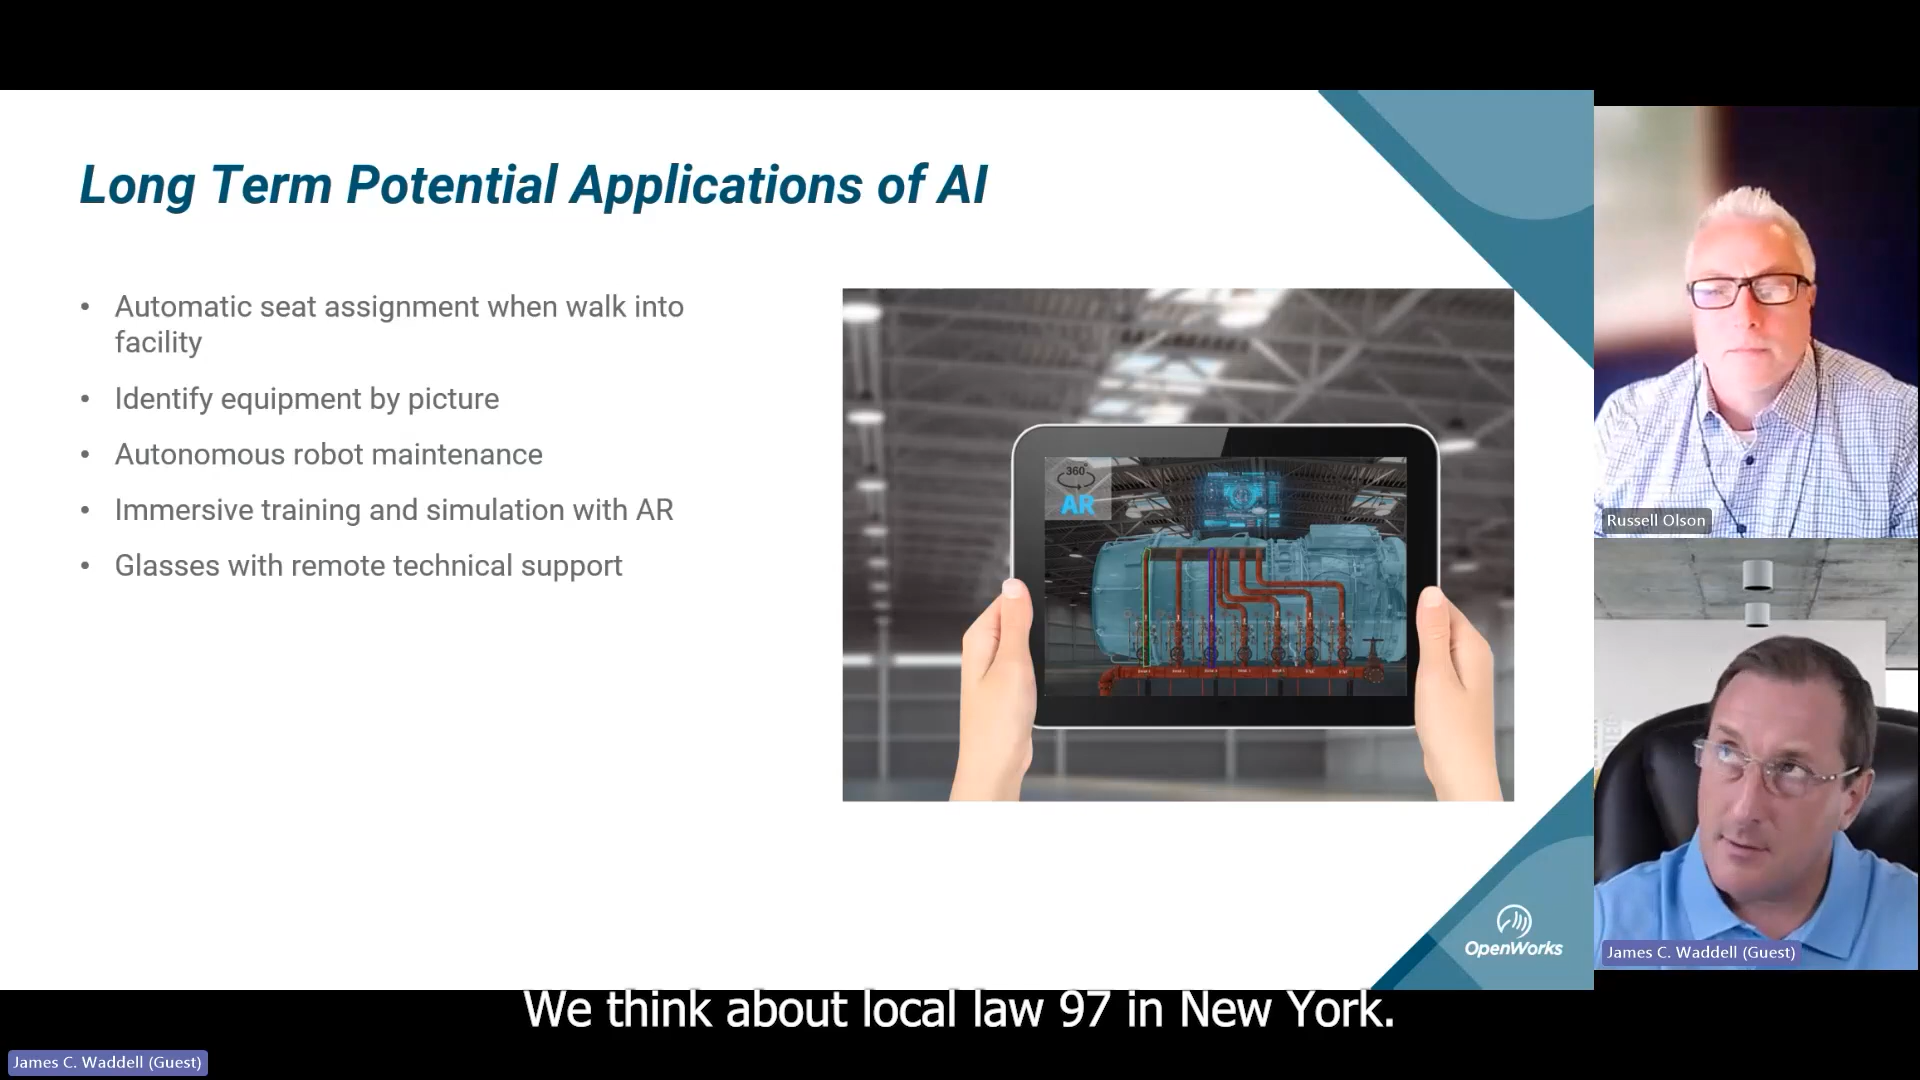 Long Term Potential Applications of AI
• Automatic seat assignment when walk into
facility
• Identify equipment by picture
• Autonomous robot maintenance
• Immersive training and simulation with AR
• Glasses with remote technical support
360°
AR
OpenWorks
Russell Olson
James C. Waddell (Guest)
We think about local law 97 in New York.
James C. Waddell (Guest)